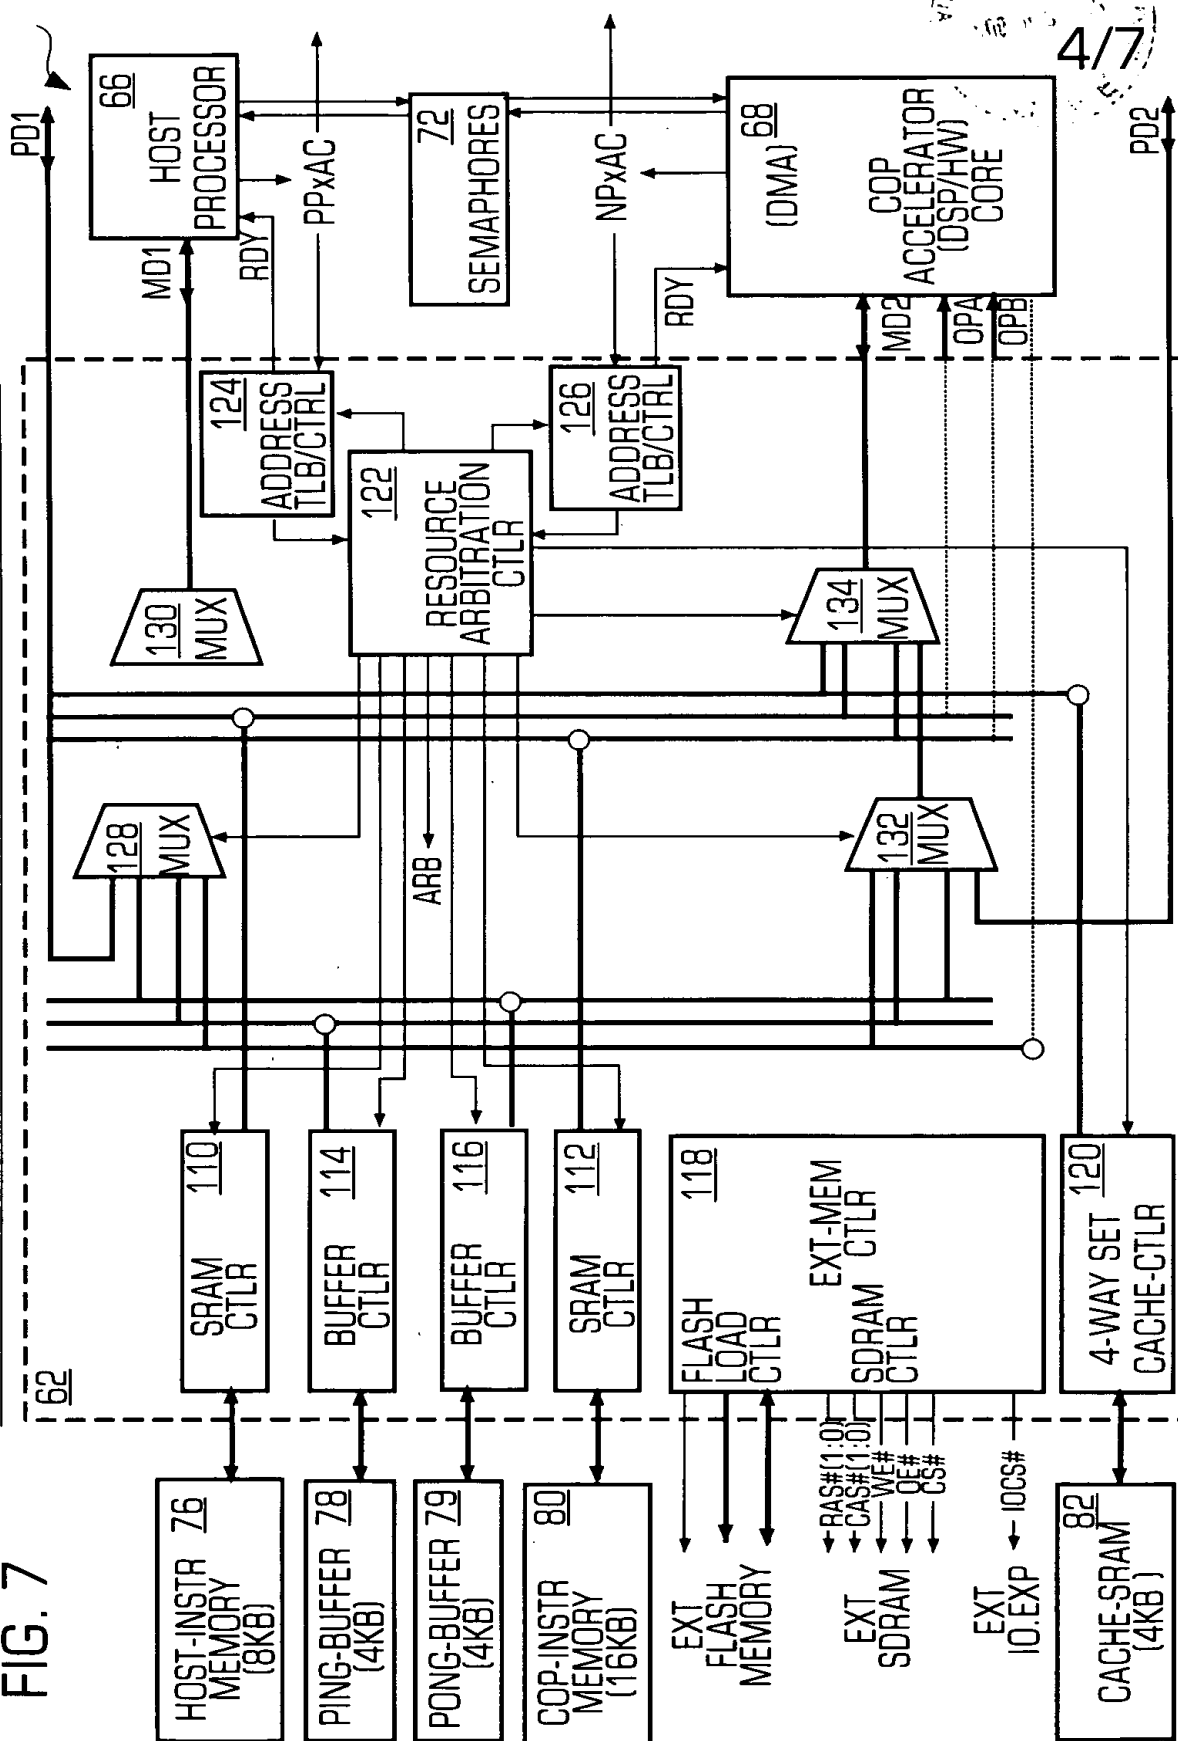 4/7
FIG. 7
62
HOST-INSTR 76
MEMORY
(8KB)
PING-BUFFER 78
(4KB)
PONG-BUFFER 79
(4KB)
COP-INSTR 80
MEMORY
(16KB)
EXT
FLASH
MEMORY
EXT
SDRAM
EXT
IO.EXP
CACHE-SRAM 82
(4KB)
RAS#(1:0)
CAS#(1:0)
WE#
OE#
CS#
IOCS#
SRAM 110
CTLR
BUFFER 114
CTLR
BUFFER 116
CTLR
SRAM 112
CTLR
118
FLASH
LOAD
CTLR
EXT-MEM
CTLR
SDRAM
CTLR
120
4-WAY SET
CACHE-CTLR
128
MUX
ARB
132
MUX
130
MUX
122
RESOURCE
ARBITRATION
CTLR
134
MUX
124
ADDRESS
TLB/CTRL
126
ADDRESS
TLB/CTRL
PD1
MD1
RDY
66
HOST
PROCESSOR
PPxAC
72
SEMAPHORES
NPxAC
RDY
MD2
OPA
OPB
68
(DMA)
COP
ACCELERATOR
(DSP/HW)
CORE
PD2